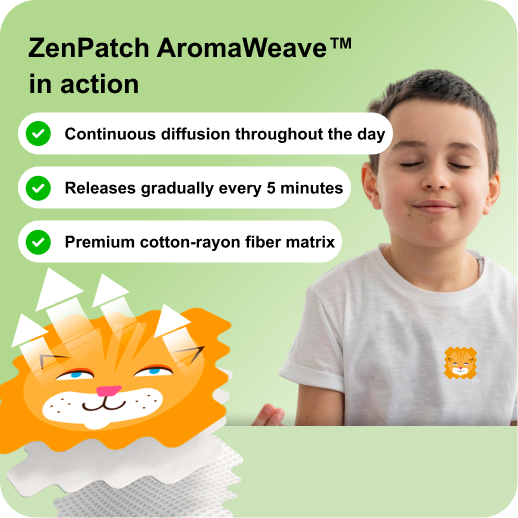 ZenPatch AromaWeave™
in action
Continuous diffusion throughout the day
Releases gradually every 5 minutes
Premium cotton-rayon fiber matrix